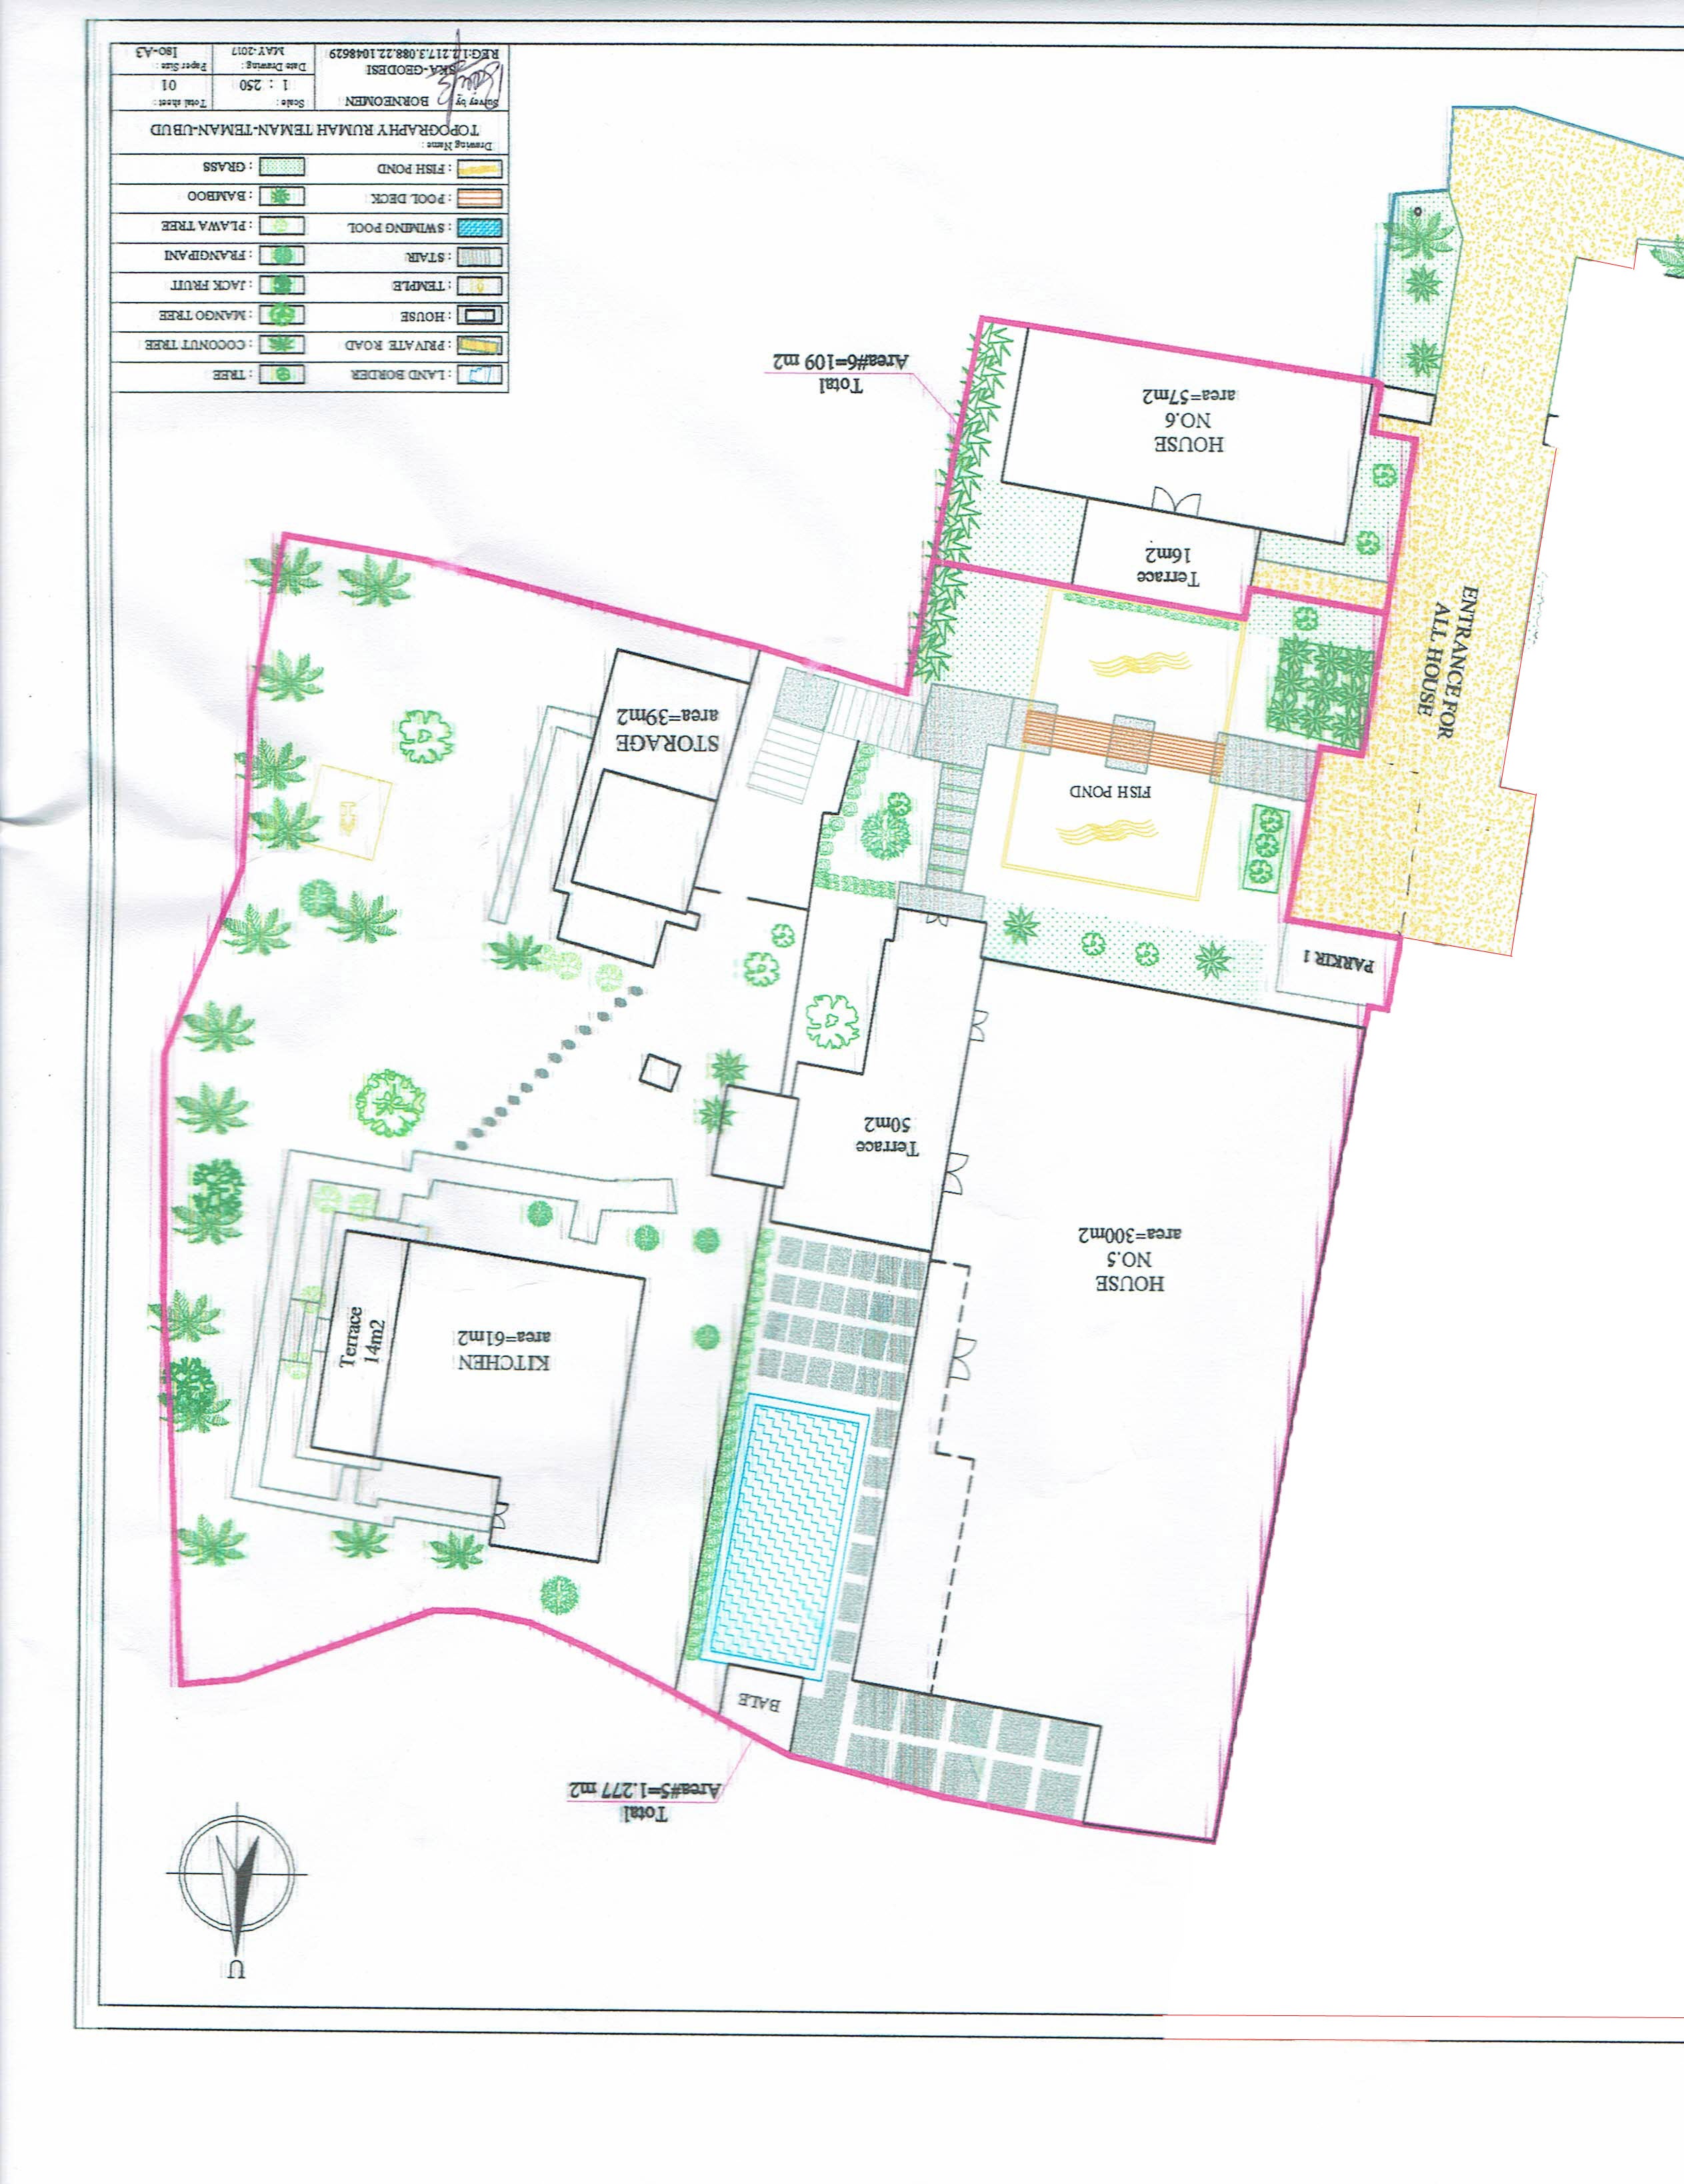 Total
Area#5=1.277 m2
BALE
KITCHEN
area=61m2
Terrace
14m2
HOUSE
NO.5
area=300m2
Terrace
50m2
PARKIR 1
FISH POND
STORAGE
area=39m2
ENTRANCE FOR
ALL HOUSE
Terrace
16m2
HOUSE
NO.6
area=57m2
Total
Area#6=109 m2
U
: LAND BORDER
: TREE
: PRIVATE ROAD
: COCONUT TREE
: HOUSE
: MANGO TREE
: TEMPLE
: JACK FRUIT
: STAIR
: FRANGIPANI
: SWIMING POOL
: PLAWA TREE
: POOL DECK
: BAMBOO
: FISH POND
: GRASS
Drawing Name :
TOPOGRAPHY RUMAH TEMAN-TEMAN-UBUD
Survey by
BORNEOMEN
SKA-GEODESI
REG:1.2.217.3.088.22.1048629
Scale :
1 : 250
Total sheet :
01
Date Drawing :
MAY-2017
Paper Size :
Iso-A3